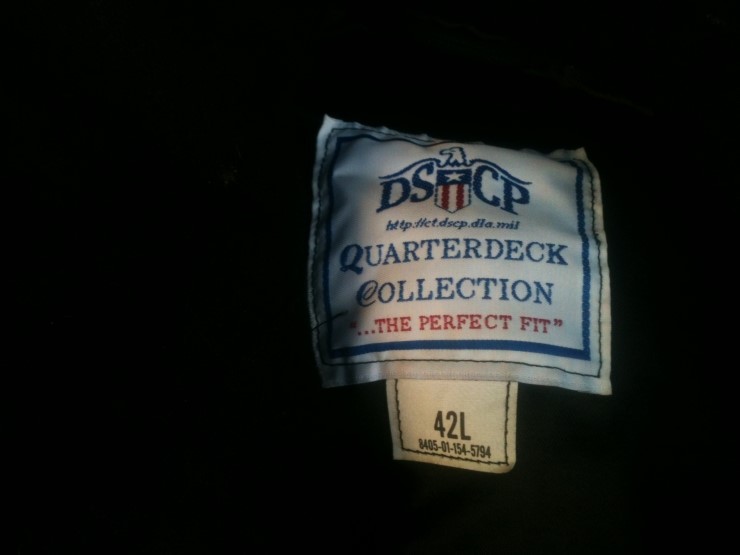 DSCP
http://ct.dscp.dla.mil
QUARTERDECK
COLLECTION
"...THE PERFECT FIT"
42L
8405-01-154-5794